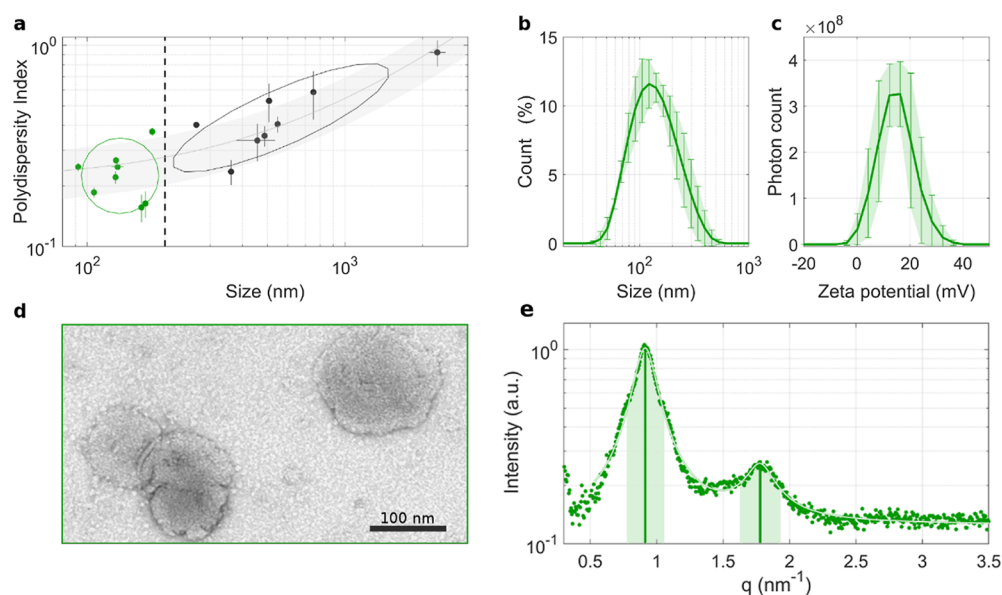 a
10⁰
10⁻¹
Polydispersity Index
10²
10³
Size (nm)
b
15
10
5
0
Count (%)
10²
10³
Size (nm)
c
×10⁸
4
3
2
1
0
Photon count
-20
0
20
40
Zeta potential (mV)
d
100 nm
e
10⁰
10⁻¹
Intensity (a.u.)
0.5
1
1.5
2
2.5
3
3.5
q (nm⁻¹)